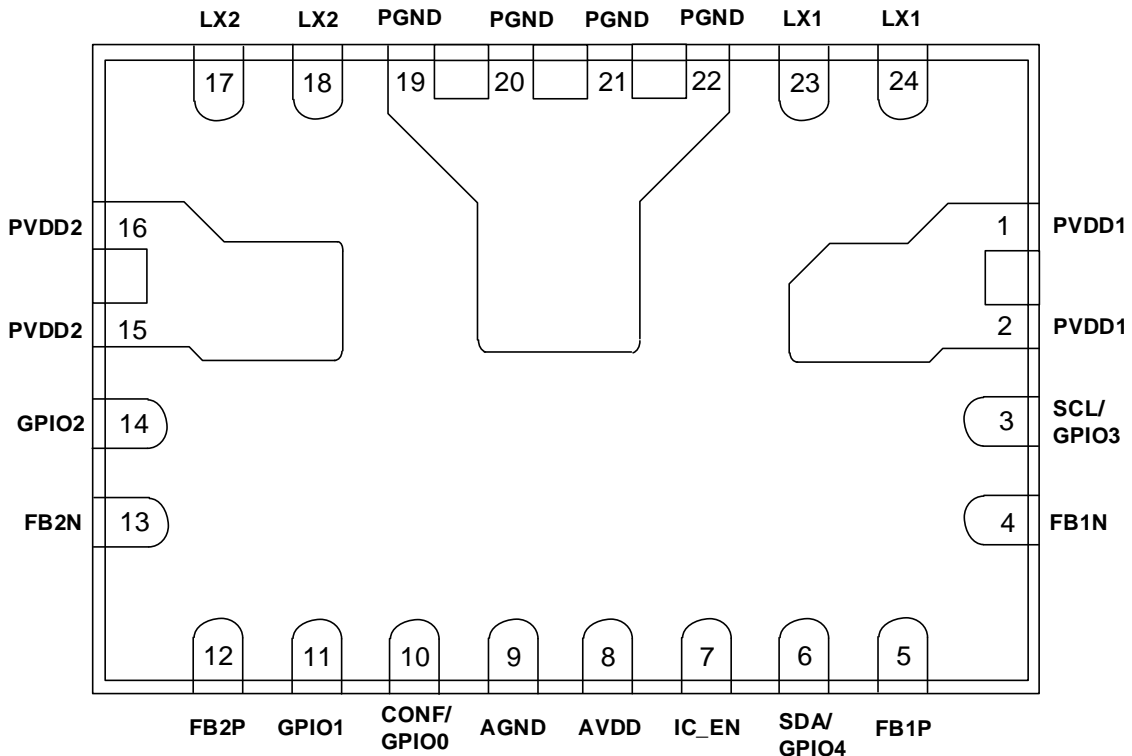 LX2 LX2 PGND PGND PGND PGND LX1 LX1
17 18 19 20 21 22 23 24
PVDD2 16 1 PVDD1
PVDD2 15 2 PVDD1
GPIO2 14 3 SCL/
GPIO3
FB2N 13 4 FB1N
12 11 10 9 8 7 6 5
FB2P GPIO1 CONF/
GPIO0 AGND AVDD IC_EN SDA/
GPIO4 FB1P